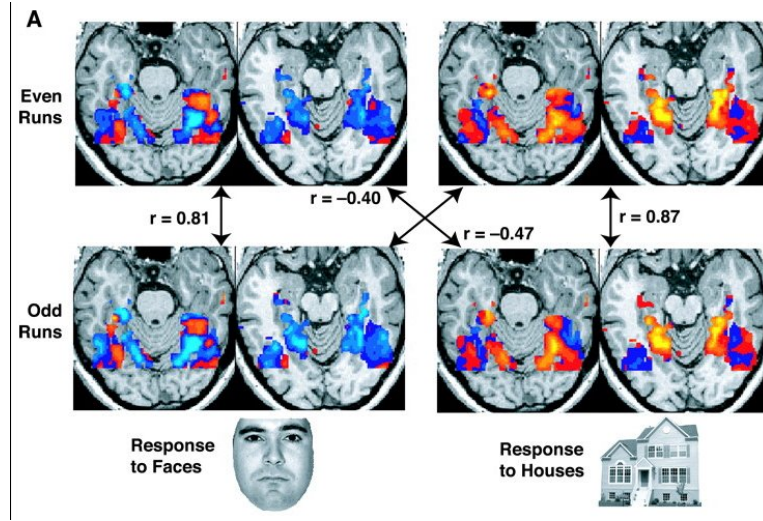 A
Even
Runs
r = 0.81
r = –0.40
r = –0.47
r = 0.87
Odd
Runs
Response
to Faces
Response
to Houses